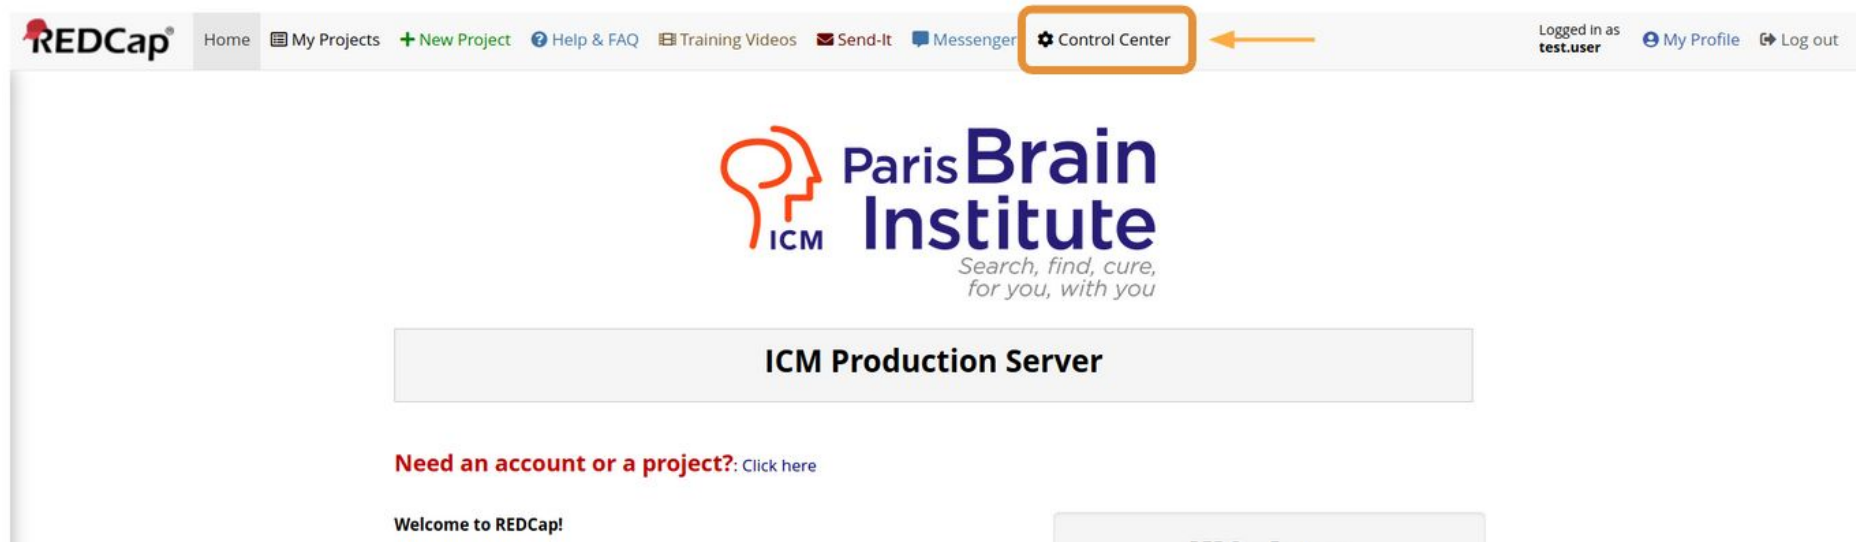 REDCap® Home My Projects New Project Help & FAQ Training Videos Send-It Messenger Control Center Logged in as My Profile Log out
test.user
Paris Brain
Institute
ICM
Search, find, cure,
for you, with you
ICM Production Server
Need an account or a project?: Click here
Welcome to REDCap!